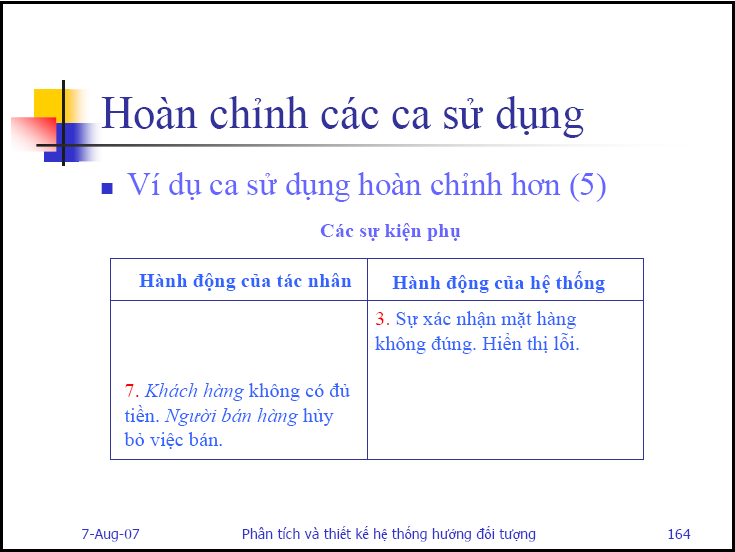 Hoàn chỉnh các ca sử dụng
Ví dụ ca sử dụng hoàn chỉnh hơn (5)
Các sự kiện phụ
Hành động của tác nhân
Hành động của hệ thống
3. Sự xác nhận mặt hàng
không đúng. Hiển thị lỗi.
7. Khách hàng không có đủ
tiền. Người bán hàng hủy
bỏ việc bán.
7-Aug-07
Phân tích và thiết kế hệ thống hướng đối tượng
164